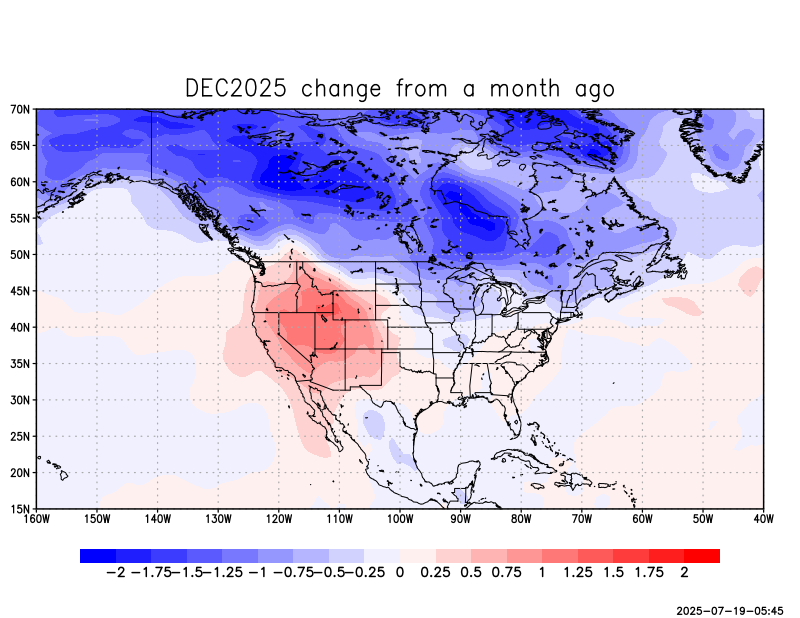 DEC2025 change from a month ago
70N
65N
60N
55N
50N
45N
40N
35N
30N
25N
20N
15N
160W 150W 140W 130W 120W 110W 100W 90W 80W 70W 60W 50W 40W
−2 −1.75 −1.5 −1.25 −1 −0.75 −0.5 −0.25 0 0.25 0.5 0.75 1 1.25 1.5 1.75 2
2025-07-19-05:45